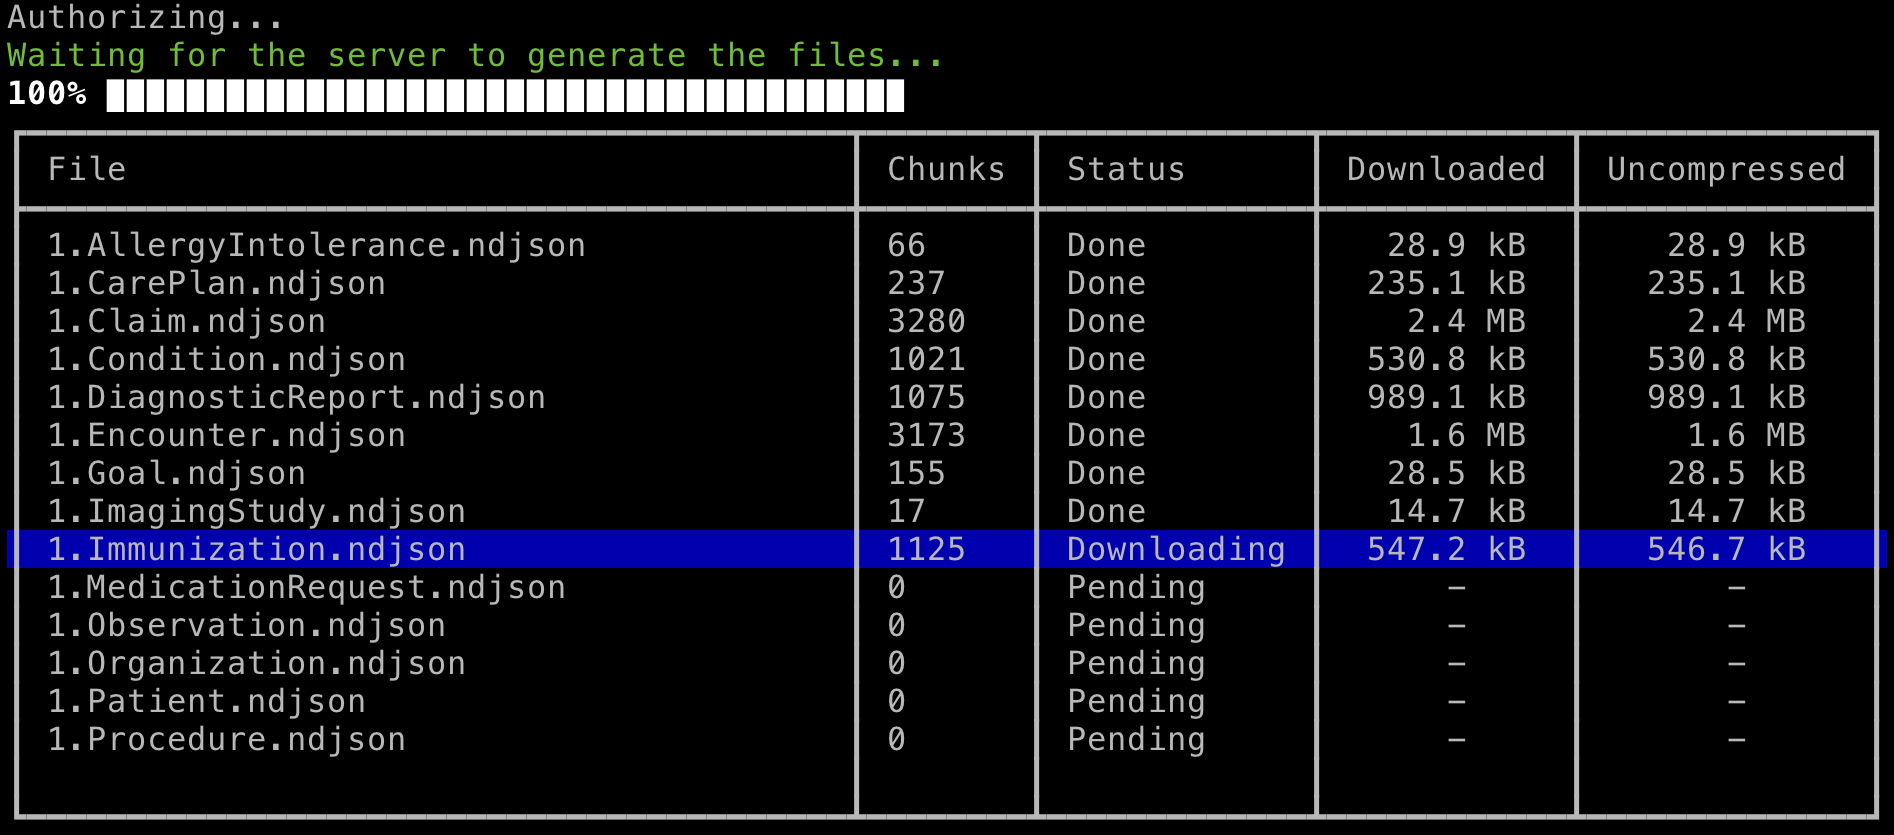 Authorizing...
Waiting for the server to generate the files...
100%
File Chunks Status Downloaded Uncompressed
1.AllergyIntolerance.ndjson 66 Done 28.9 kB 28.9 kB
1.CarePlan.ndjson 237 Done 235.1 kB 235.1 kB
1.Claim.ndjson 3280 Done 2.4 MB 2.4 MB
1.Condition.ndjson 1021 Done 530.8 kB 530.8 kB
1.DiagnosticReport.ndjson 1075 Done 989.1 kB 989.1 kB
1.Encounter.ndjson 3173 Done 1.6 MB 1.6 MB
1.Goal.ndjson 155 Done 28.5 kB 28.5 kB
1.ImagingStudy.ndjson 17 Done 14.7 kB 14.7 kB
1.Immunization.ndjson 1125 Downloading 547.2 kB 546.7 kB
1.MedicationRequest.ndjson 0 Pending – –
1.Observation.ndjson 0 Pending – –
1.Organization.ndjson 0 Pending – –
1.Patient.ndjson 0 Pending – –
1.Procedure.ndjson 0 Pending – –